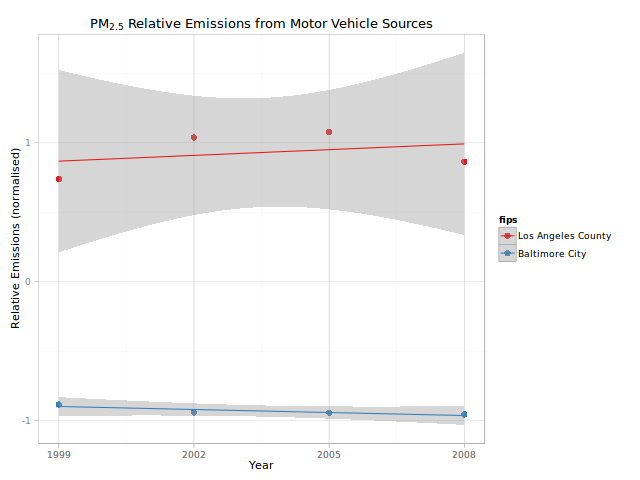 PM2.5 Relative Emissions from Motor Vehicle Sources
Relative Emissions (normalised)
1
0
-1
1999 2002 2005 2008
Year
fips
Los Angeles County
Baltimore City